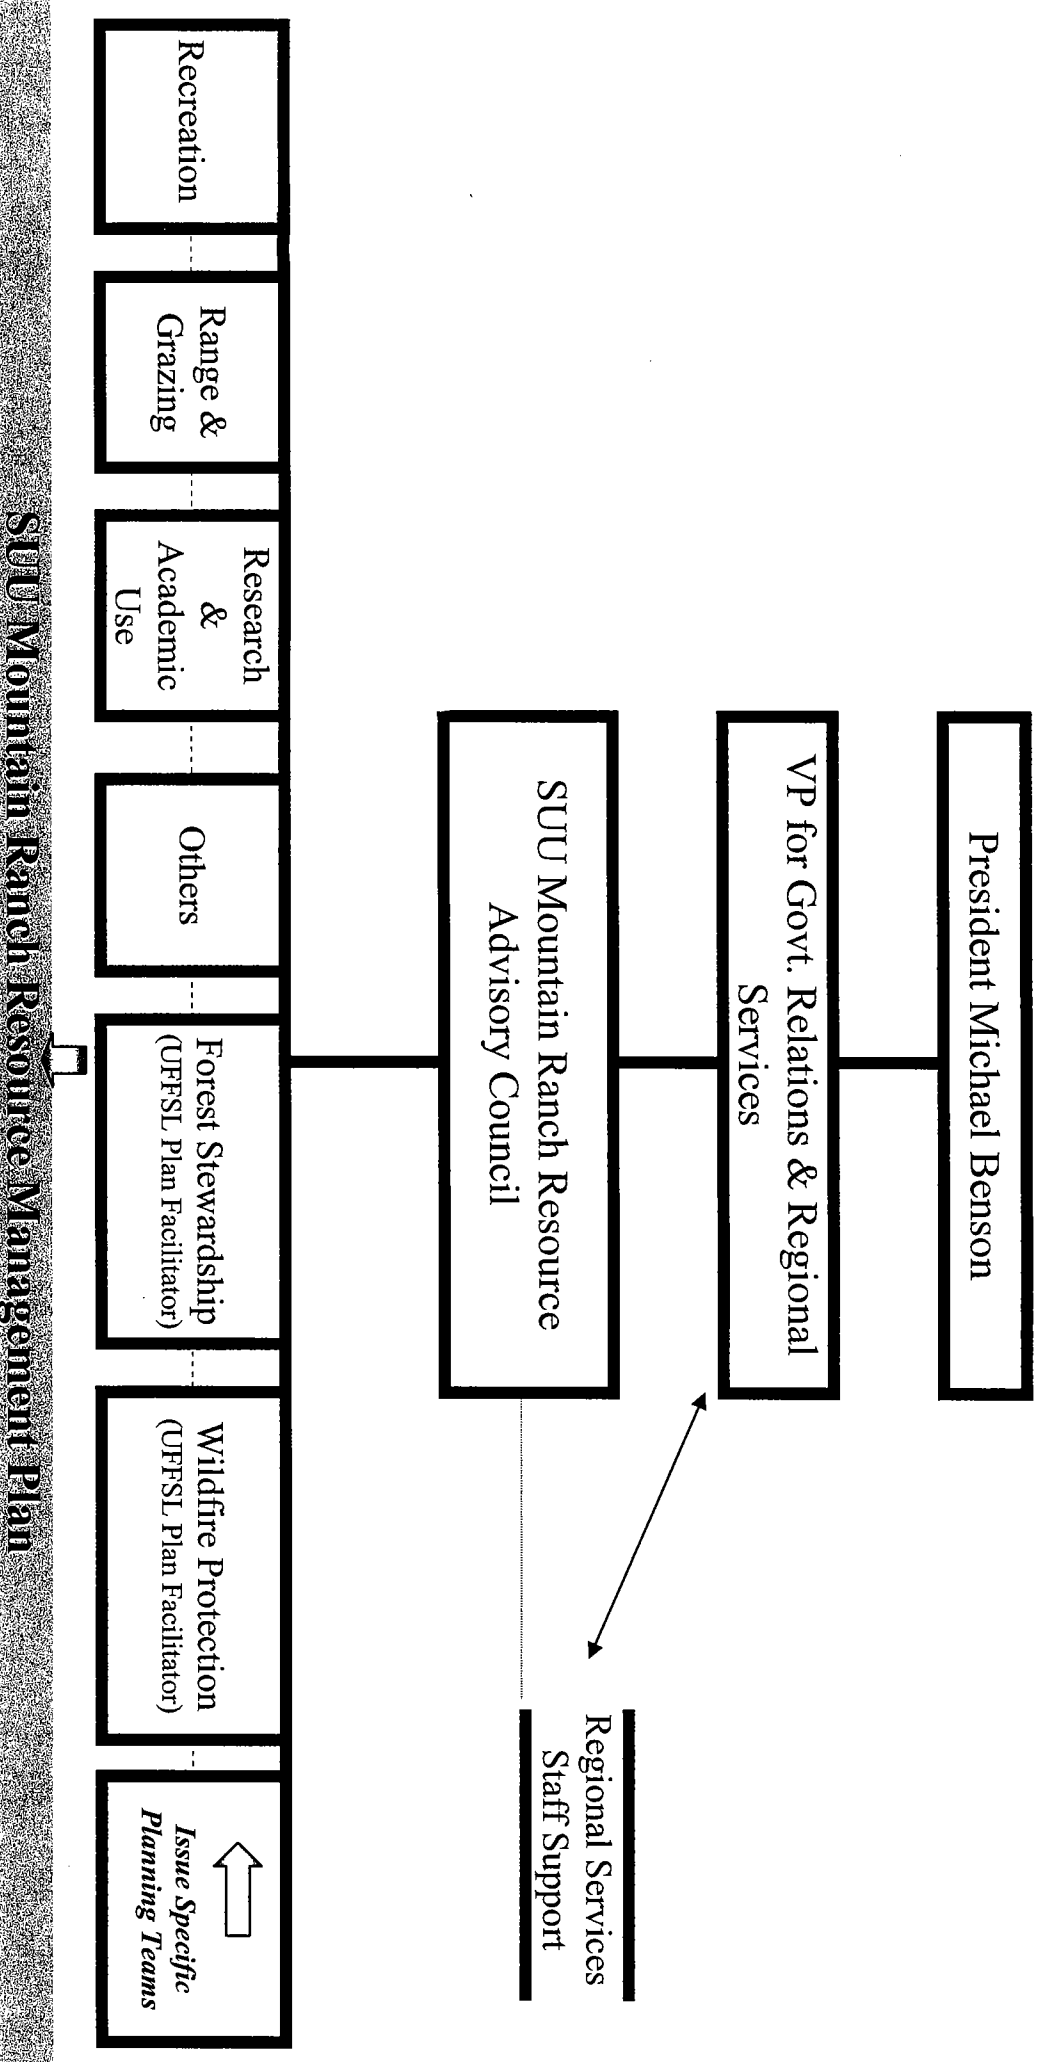 President Michael Benson
VP for Govt. Relations & Regional
Services
SUU Mountain Ranch Resource
Advisory Council
Regional Services
Staff Support
Recreation
Range &
Grazing
Research
&
Academic
Use
Others
Forest Stewardship
(UFFSL Plan Facilitator)
Wildfire Protection
(UFFSL Plan Facilitator)
Issue Specific
Planning Teams
SUU Mountain Ranch Resource Management Plan